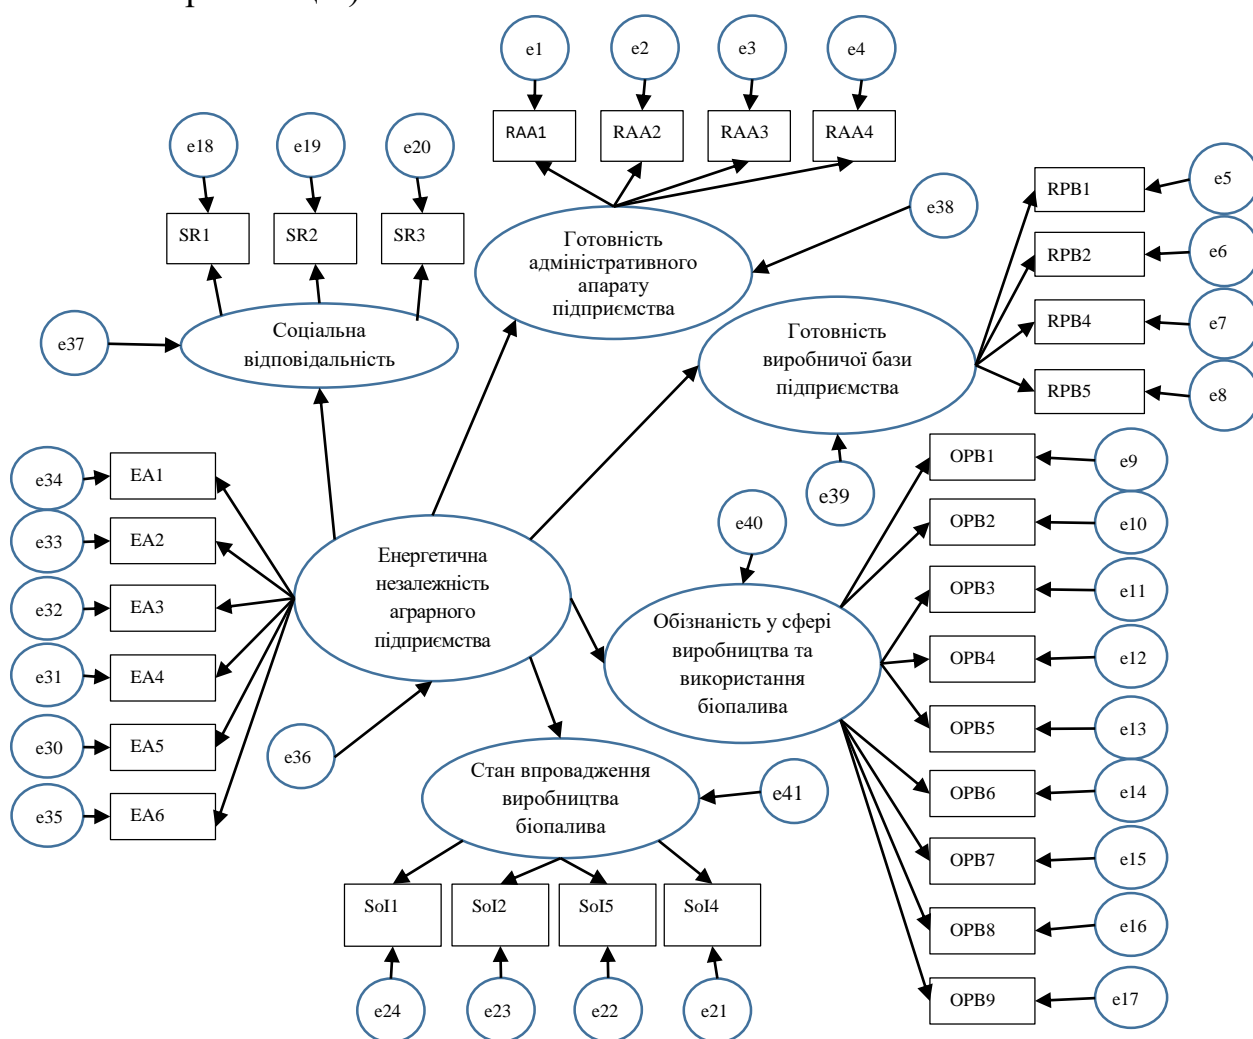 e1
e2
e3
e4
RAA1
RAA2
RAA3
RAA4
e18
e19
e20
SR1
SR2
SR3
Готовність
адміністративного
апарату
підприємства
e38
RPB1
e5
RPB2
e6
RPB4
e7
RPB5
e8
e37
Соціальна
відповідальність
Готовність
виробничої бази
підприємства
e39
e34
EA1
e33
EA2
e32
EA3
e31
EA4
e30
EA5
e35
EA6
Енергетична
незалежність
аграрного
підприємства
e36
e40
Обізнаність у сфері
виробництва та
використання
біопалива
OPB1
e9
OPB2
e10
OPB3
e11
OPB4
e12
OPB5
e13
OPB6
e14
OPB7
e15
OPB8
e16
OPB9
e17
Стан впровадження
виробництва
біопалива
e41
SoI1
SoI2
SoI5
SoI4
e24
e23
e22
e21